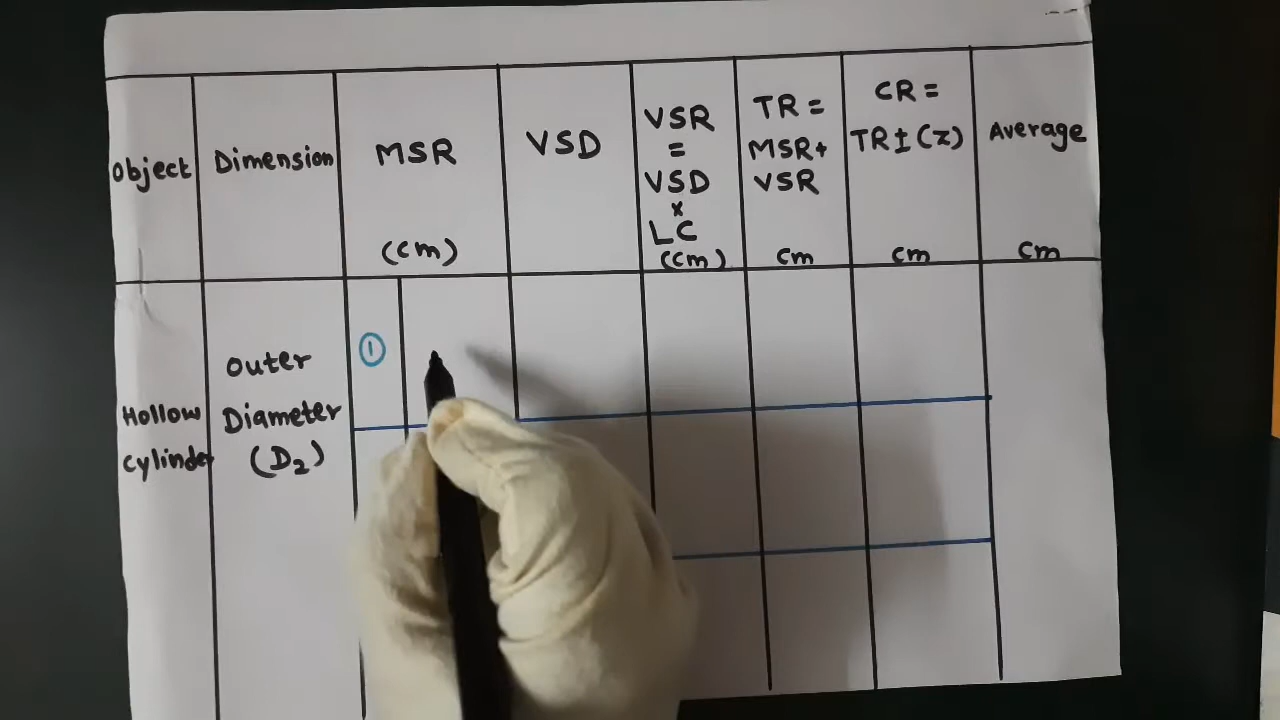 Object
Dimension
MSR
(cm)
VSD
VSR
=
VSD
x
LC
(cm)
TR =
MSR+
VSR
cm
CR =
TR ± (z)
cm
Average
cm
Hollow
cylinder
Outer
Diameter
(D2)
1